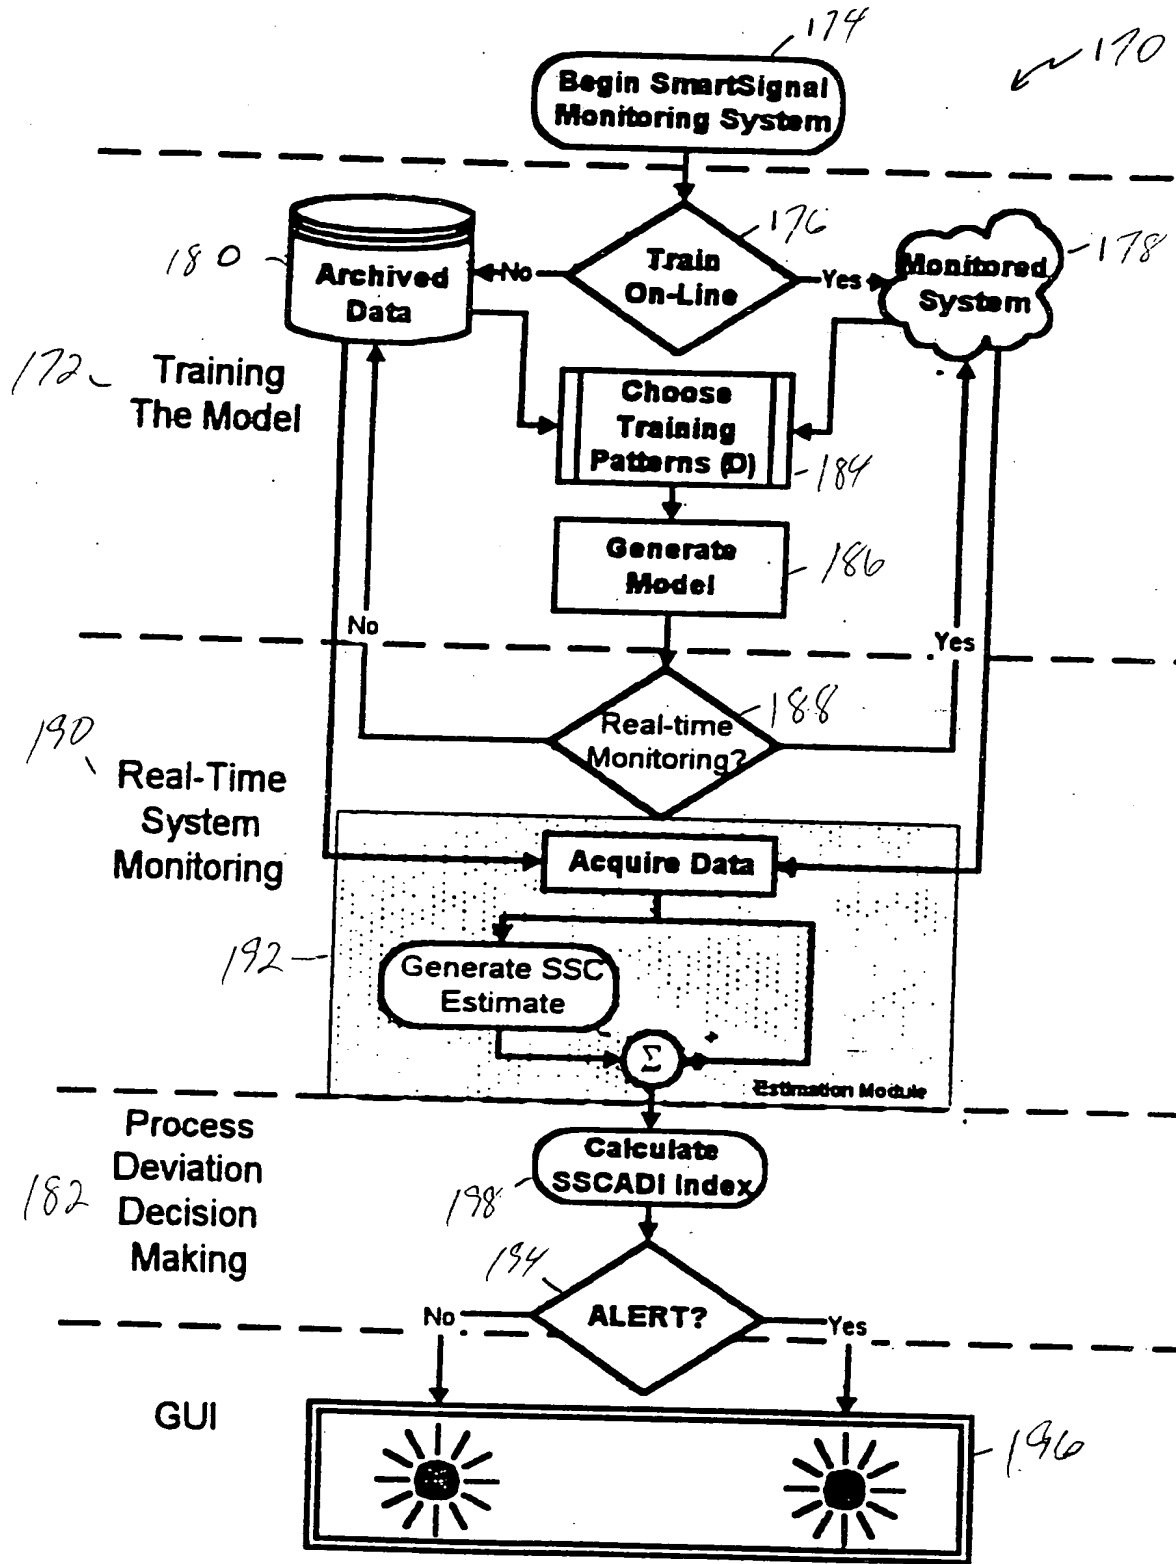 174
170
Begin SmartSignal
Monitoring System
176
178
180
Archived
Data
No
Train
On-Line
Yes
Monitored
System
172
Training
The Model
Choose
Training
Patterns (D)
184
Generate
Model
186
No
Yes
190
Real-time
Monitoring?
188
Real-Time
System
Monitoring
Acquire Data
192
Generate SSC
Estimate
-
+
Σ
Estimation Module
182
Process
Deviation
Decision
Making
Calculate
SSCADI Index
198
194
ALERT?
No
Yes
GUI
196